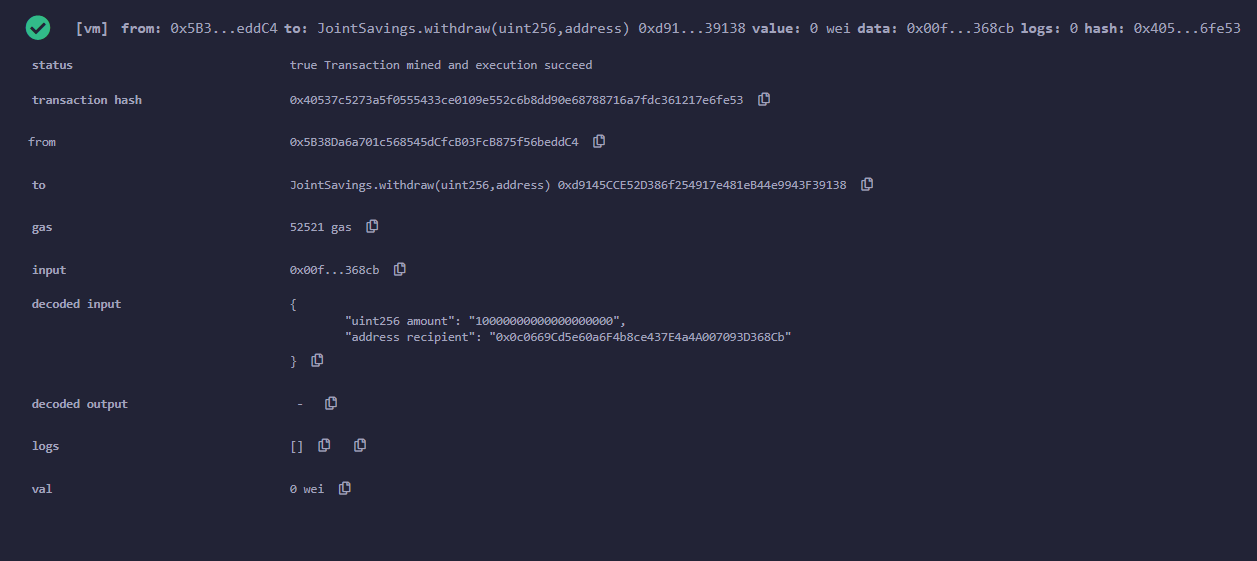 [vm] from: 0x5B3...eddC4 to: JointSavings.withdraw(uint256,address) 0xd91...39138 value: 0 wei data: 0x00f...368cb logs: 0 hash: 0x405...6fe53
status true Transaction mined and execution succeed
transaction hash 0x40537c5273a5f0555433ce0109e552c6b8dd90e68788716a7fdc361217e6fe53
from 0x5B38Da6a701c568545dCfcB03FcB875f56beddC4
to JointSavings.withdraw(uint256,address) 0xd9145CCE52D386f254917e481eB44e9943F39138
gas 52521 gas
input 0x00f...368cb
decoded input {
"uint256 amount": "10000000000000000000",
"address recipient": "0x0c0669Cd5e60a6F4b8ce437E4a4A007093D368Cb"
}
decoded output -
logs []
val 0 wei